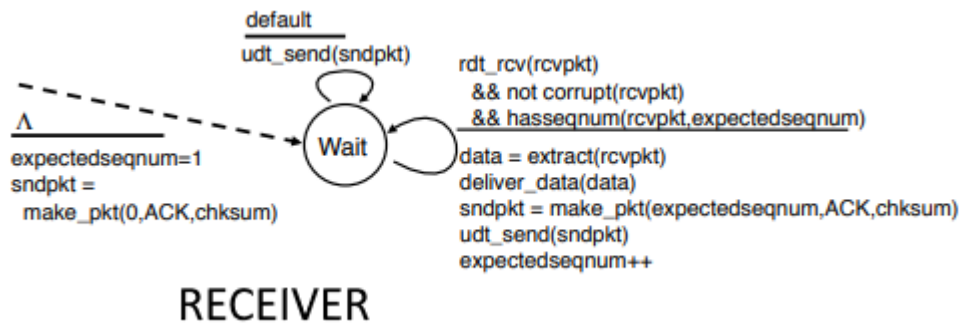 default
udt_send(sndpkt)
rdt_rcv(rcvpkt)
&& not corrupt(rcvpkt)
&& hasseqnum(rcvpkt,expectedseqnum)
Λ
expectedseqnum=1
sndpkt =
make_pkt(0,ACK,chksum)
Wait
data = extract(rcvpkt)
deliver_data(data)
sndpkt = make_pkt(expectedseqnum,ACK,chksum)
udt_send(sndpkt)
expectedseqnum++
RECEIVER